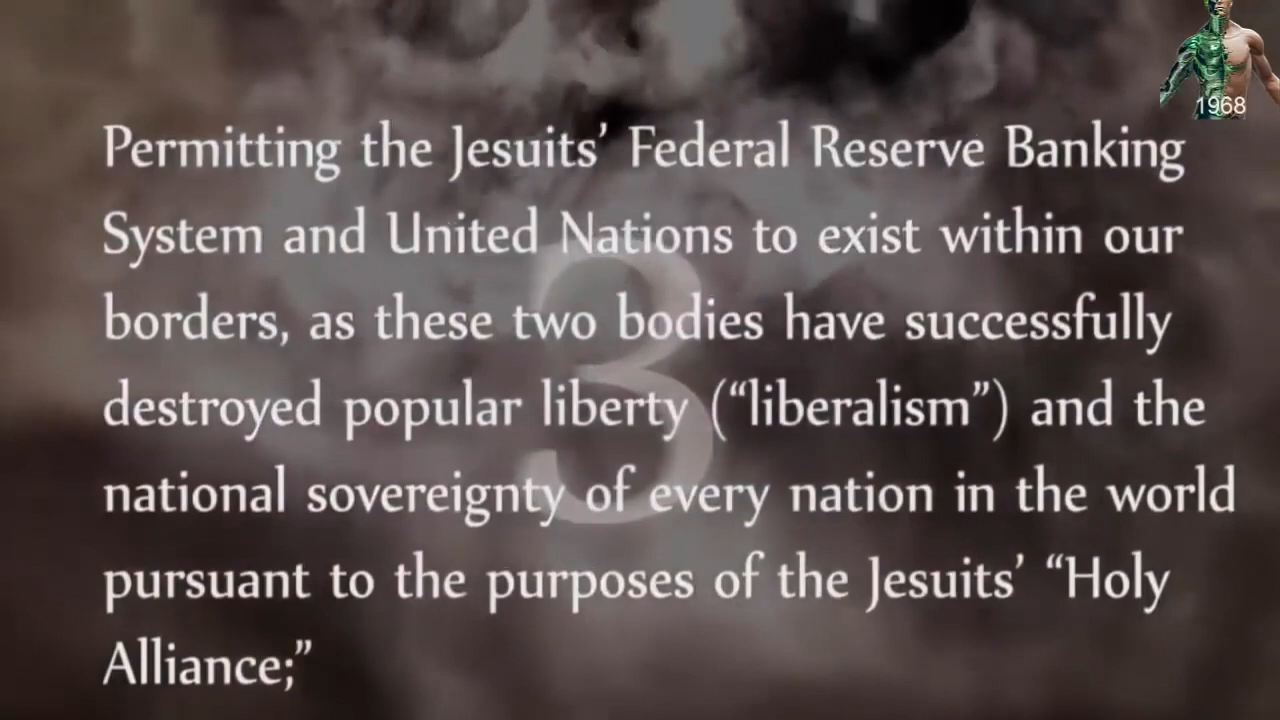 1968
Permitting the Jesuits’ Federal Reserve Banking
System and United Nations to exist within our
borders, as these two bodies have successfully
destroyed popular liberty (“liberalism”) and the
national sovereignty of every nation in the world
pursuant to the purposes of the Jesuits’ “Holy
Alliance;”
3